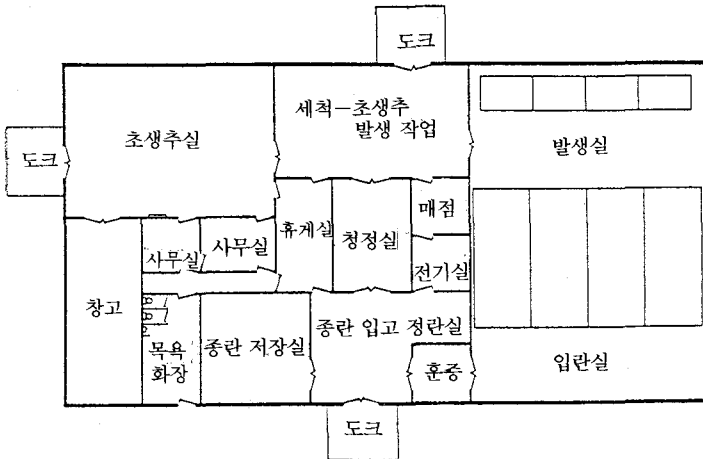 도크
세척-초생추
발생 작업
초생추실
발생실
도크
매점
휴게실
청정실
사무실
사무실
전기실
창고
종란 입고 정란실
목욕
화장
종란 저장실
훈증
입란실
도크